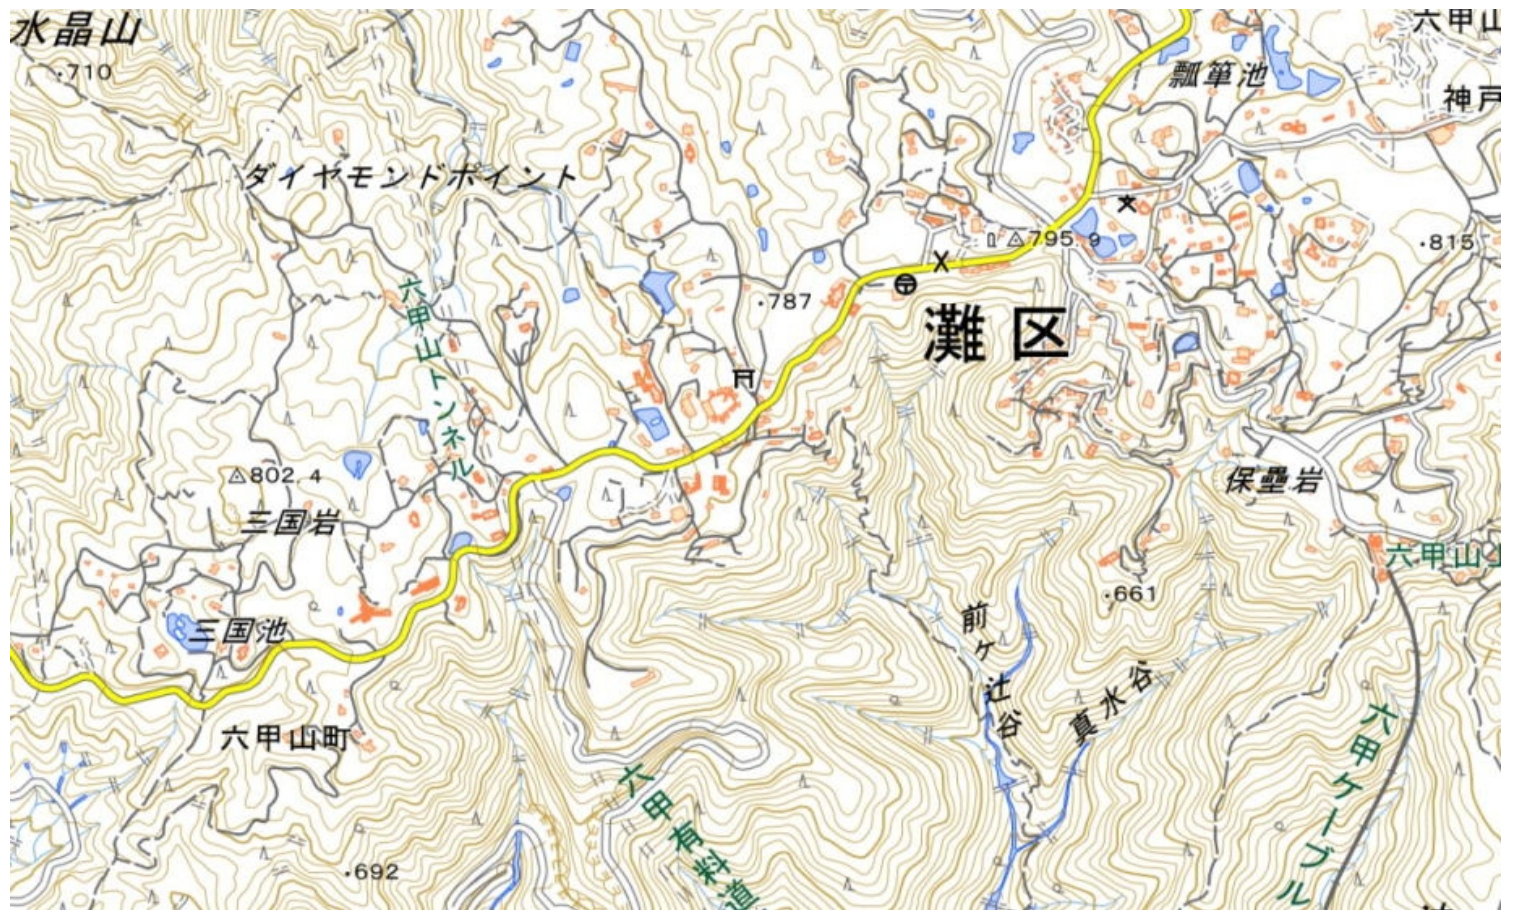 水晶山
710
六甲山
瓢箪池
神戸
ダイヤモンドポイント
795.9
815
六甲山トンネル
787
灘区
802.4
三国岩
保塁岩
六甲山上
661
前ヶ辻谷
三国池
真水谷
六甲山町
六甲ケーブル
六甲有料道
692